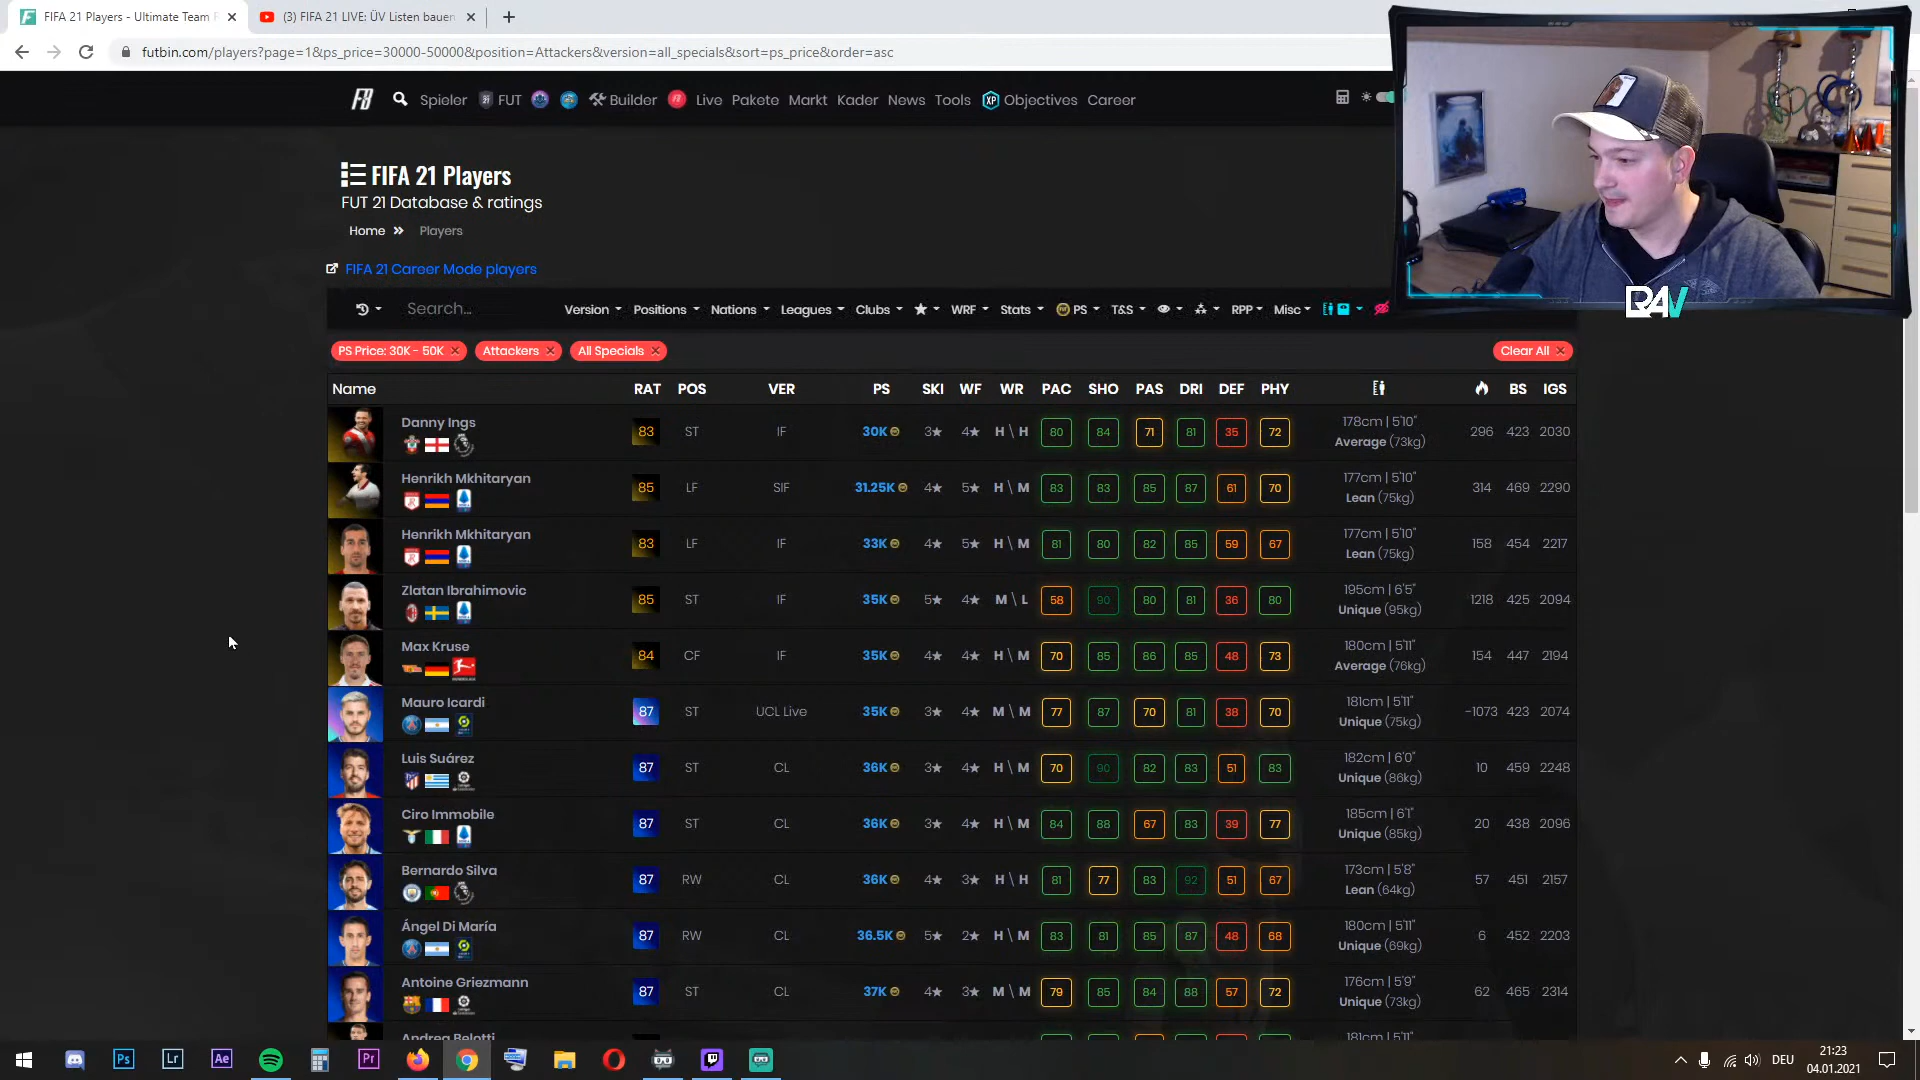 FIFA 21 Players - Ultimate Team F
(3) FIFA 21 LIVE: ÜV Listen bauen
futbin.com/players?page=1&ps_price=30000-50000&position=Attackers&version=all_specials&sort=ps_price&order=asc
Spieler FUT Builder Live Pakete Markt Kader News Tools XP Objectives Career
FIFA 21 Players
FUT 21 Database & ratings
Home » Players
FIFA 21 Career Mode players
Search... Version Positions Nations Leagues Clubs WRF Stats PS T&S RPP Misc
RAV
PS Price: 30K - 50K Attackers All Specials Clear All
Name RAT POS VER PS SKI WF WR PAC SHO PAS DRI DEF PHY BS IGS
Danny Ings 83 ST IF 30K 3★ 4★ H \ H 80 84 71 81 35 72 178cm | 5'10" Average (73kg) 296 423 2030
Henrikh Mkhitaryan 85 LF SIF 31.25K 4★ 5★ H \ M 83 83 85 87 61 70 177cm | 5'10" Lean (75kg) 314 469 2290
Henrikh Mkhitaryan 83 LF IF 33K 4★ 5★ H \ M 81 80 82 85 59 67 177cm | 5'10" Lean (75kg) 158 454 2217
Zlatan Ibrahimovic 85 ST IF 35K 5★ 4★ M \ L 58 90 80 81 36 80 195cm | 6'5" Unique (95kg) 1218 425 2094
Max Kruse 84 CF IF 35K 4★ 4★ H \ M 70 85 86 85 48 73 180cm | 5'11" Average (76kg) 154 447 2194
Mauro Icardi 87 ST UCL Live 35K 3★ 4★ M \ M 77 87 70 81 38 70 181cm | 5'11" Unique (75kg) -1073 423 2074
Luis Suárez 87 ST CL 36K 3★ 4★ H \ M 70 90 82 83 51 83 182cm | 6'0" Unique (86kg) 10 459 2248
Ciro Immobile 87 ST CL 36K 3★ 4★ H \ M 84 88 67 83 39 77 185cm | 6'1" Unique (85kg) 20 438 2096
Bernardo Silva 87 RW CL 36K 4★ 3★ H \ H 81 77 83 92 51 67 173cm | 5'8" Lean (64kg) 57 451 2157
Ángel Di María 87 RW CL 36.5K 5★ 2★ H \ M 83 81 85 87 48 68 180cm | 5'11" Unique (69kg) 6 452 2203
Antoine Griezmann 87 ST CL 37K 4★ 3★ M \ M 79 85 84 88 57 72 176cm | 5'9" Unique (73kg) 62 465 2314
Andrea Belotti 181cm | 5'11"
Ps Lr Ae Pr DEU 21:23
04.01.2021